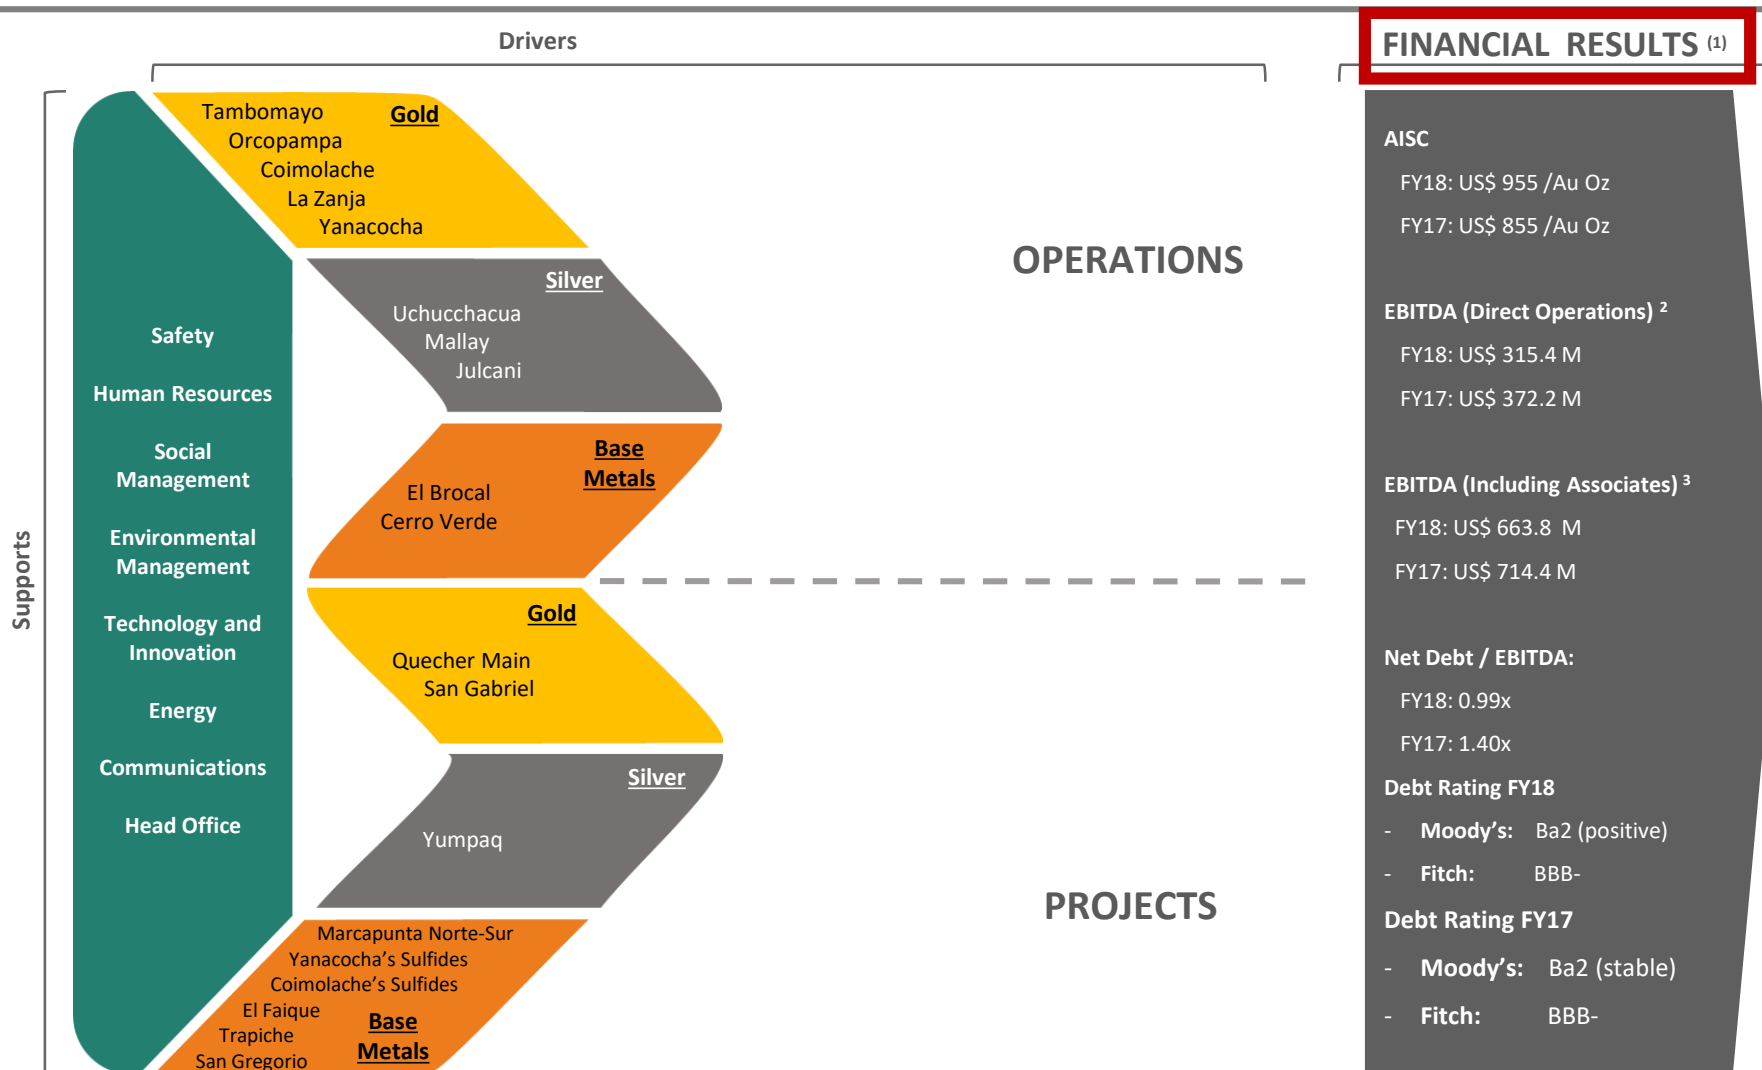 Drivers
FINANCIAL RESULTS (1)
Supports
Safety
Human Resources
Social
Management
Environmental
Management
Technology and
Innovation
Energy
Communications
Head Office
Gold
Tambomayo
Orcopampa
Coimolache
La Zanja
Yanacocha
Silver
Uchucchacua
Mallay
Julcani
Base
Metals
El Brocal
Cerro Verde
OPERATIONS
Gold
Quecher Main
San Gabriel
Silver
Yumpaq
Marcapunta Norte-Sur
Yanacocha’s Sulfides
Coimolache’s Sulfides
El Faique
Trapiche
San Gregorio
Base
Metals
PROJECTS
AISC
FY18: US$ 955 /Au Oz
FY17: US$ 855 /Au Oz
EBITDA (Direct Operations) 2
FY18: US$ 315.4 M
FY17: US$ 372.2 M
EBITDA (Including Associates) 3
FY18: US$ 663.8 M
FY17: US$ 714.4 M
Net Debt / EBITDA:
FY18: 0.99x
FY17: 1.40x
Debt Rating FY18
- Moody’s: Ba2 (positive)
- Fitch: BBB-
Debt Rating FY17
- Moody’s: Ba2 (stable)
- Fitch: BBB-